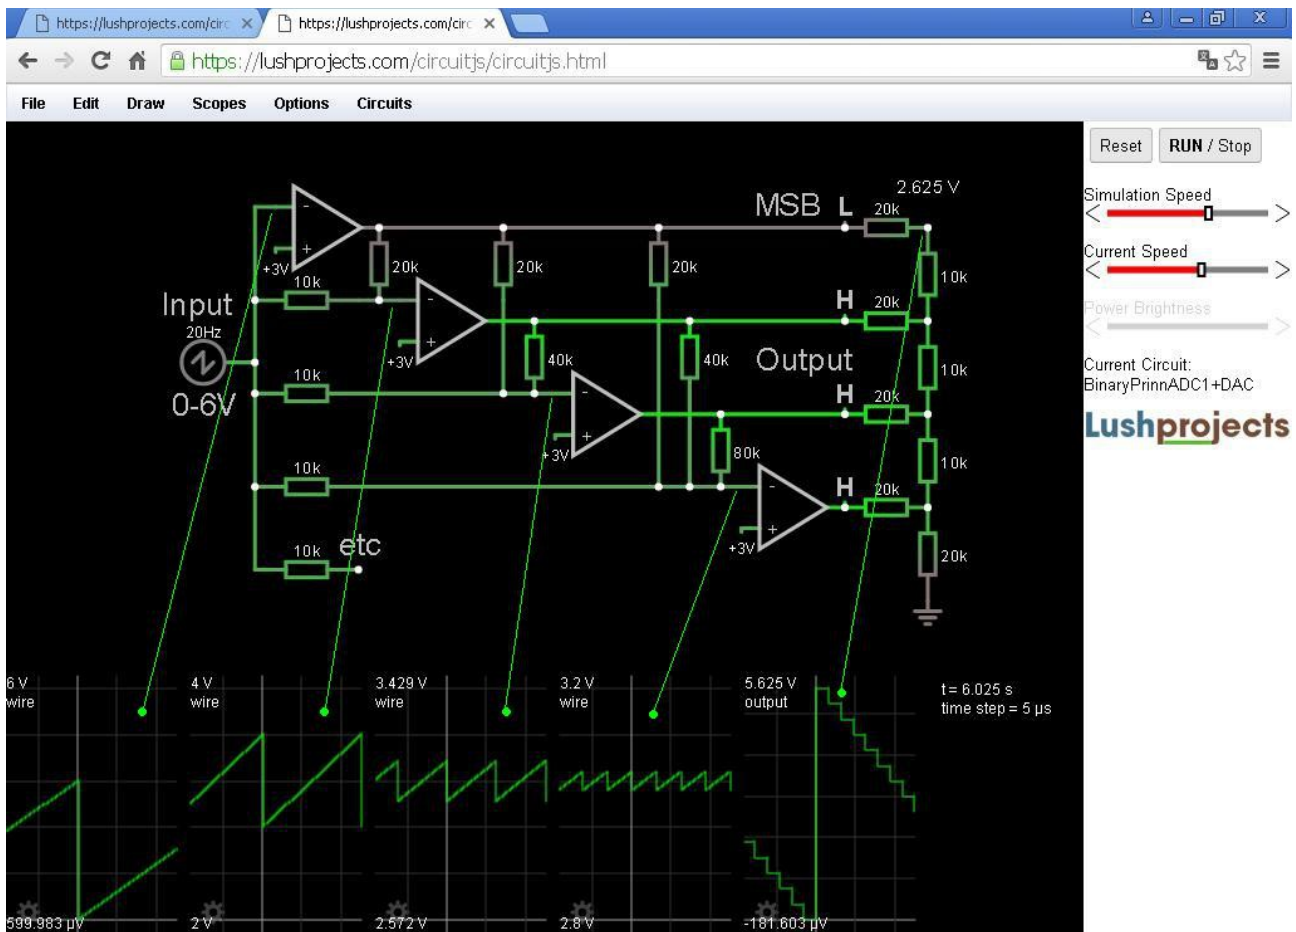 https://lushprojects.com/circ
https://lushprojects.com/circ
https://lushprojects.com/circuitjs/circuitjs.html
File Edit Draw Scopes Options Circuits
Reset RUN / Stop
Simulation Speed
Current Speed
Power Brightness
Current Circuit:
BinaryPrinnADC1+DAC
Lushprojects
2.625 V
MSB L 20k
- +
+3V
20k 20k 20k
10k
10k
Input
20Hz
0-6V
- +
+3V
H 20k
40k 40k
Output
10k
10k
H 20k
- +
+3V
80k
10k
10k
H 20k
- +
+3V
10k etc
20k
6 V
wire
599.983 µV
4 V
wire
2 V
3.429 V
wire
2.572 V
3.2 V
wire
2.8 V
5.625 V
output
-181.603 µV
t = 6.025 s
time step = 5 µs